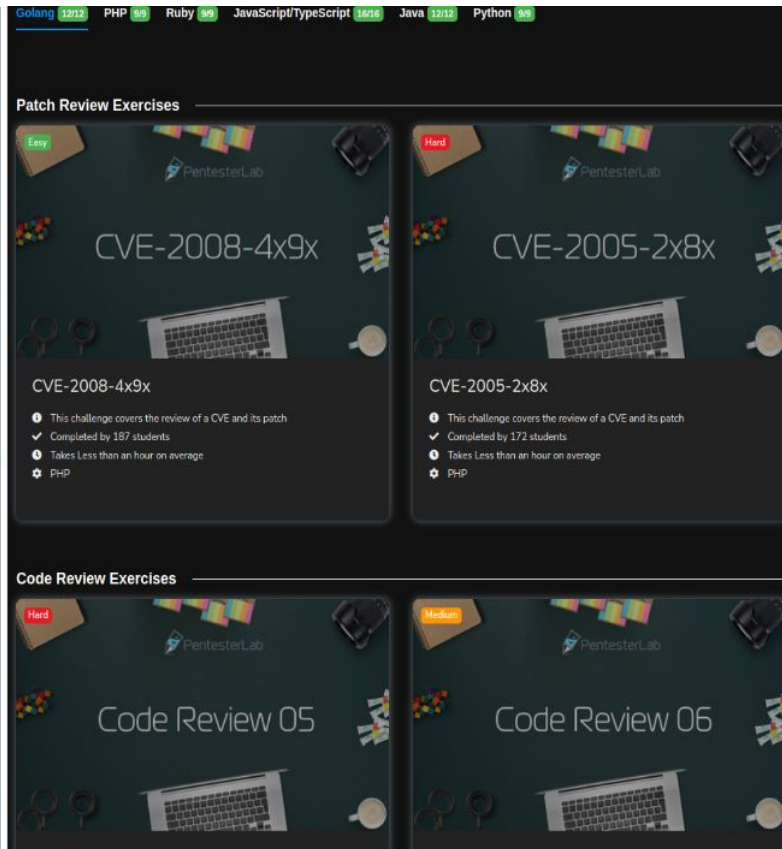 Golang 12/12 PHP 9/9 Ruby 9/9 JavaScript/TypeScript 16/16 Java 12/12 Python 9/9
Patch Review Exercises
Easy
PentesterLab
CVE-2008-4x9x
CVE-2008-4x9x
This challenge covers the review of a CVE and its patch
Completed by 187 students
Takes Less than an hour on average
PHP
Hard
PentesterLab
CVE-2005-2x8x
CVE-2005-2x8x
This challenge covers the review of a CVE and its patch
Completed by 172 students
Takes Less than an hour on average
PHP
Code Review Exercises
Hard
PentesterLab
Code Review 05
Medium
PentesterLab
Code Review 06